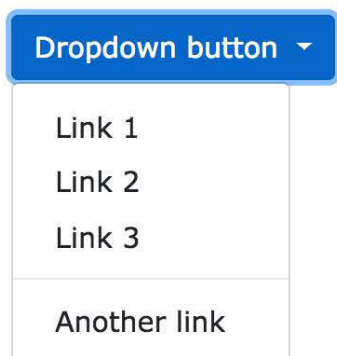 Dropdown button
Link 1
Link 2
Link 3
Another link